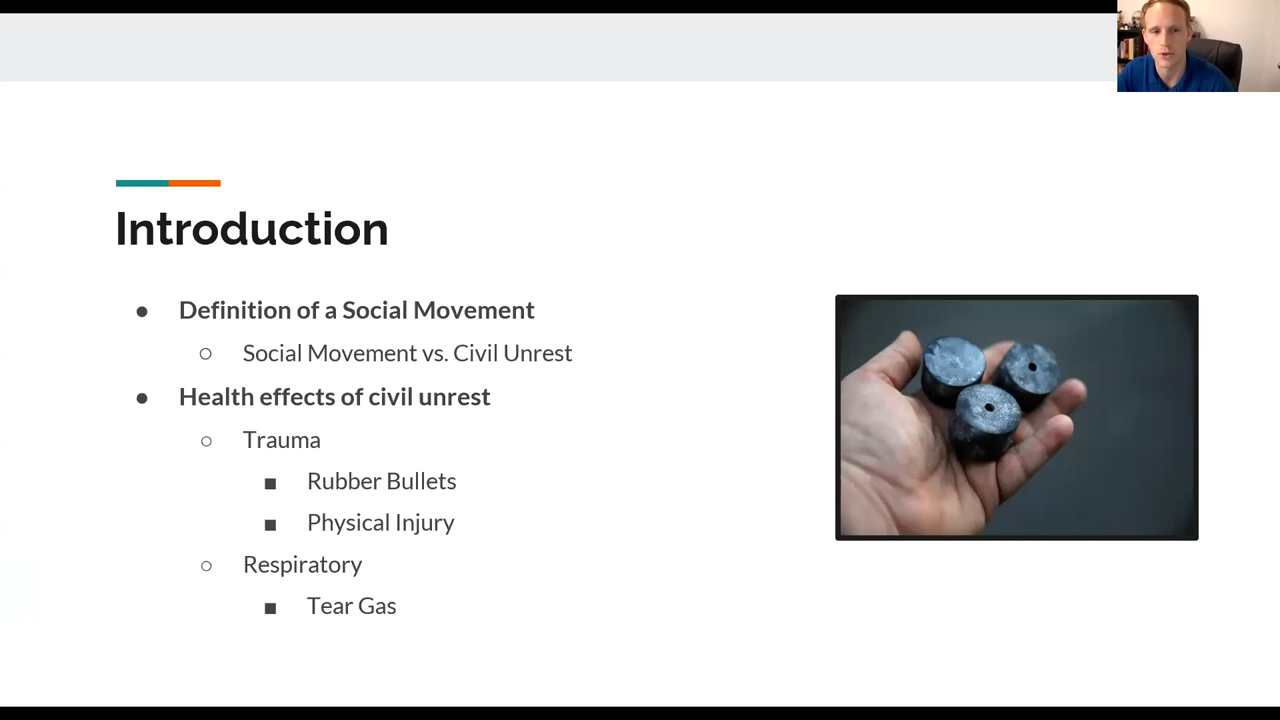 Introduction
● Definition of a Social Movement
○ Social Movement vs. Civil Unrest
● Health effects of civil unrest
○ Trauma
■ Rubber Bullets
■ Physical Injury
○ Respiratory
■ Tear Gas